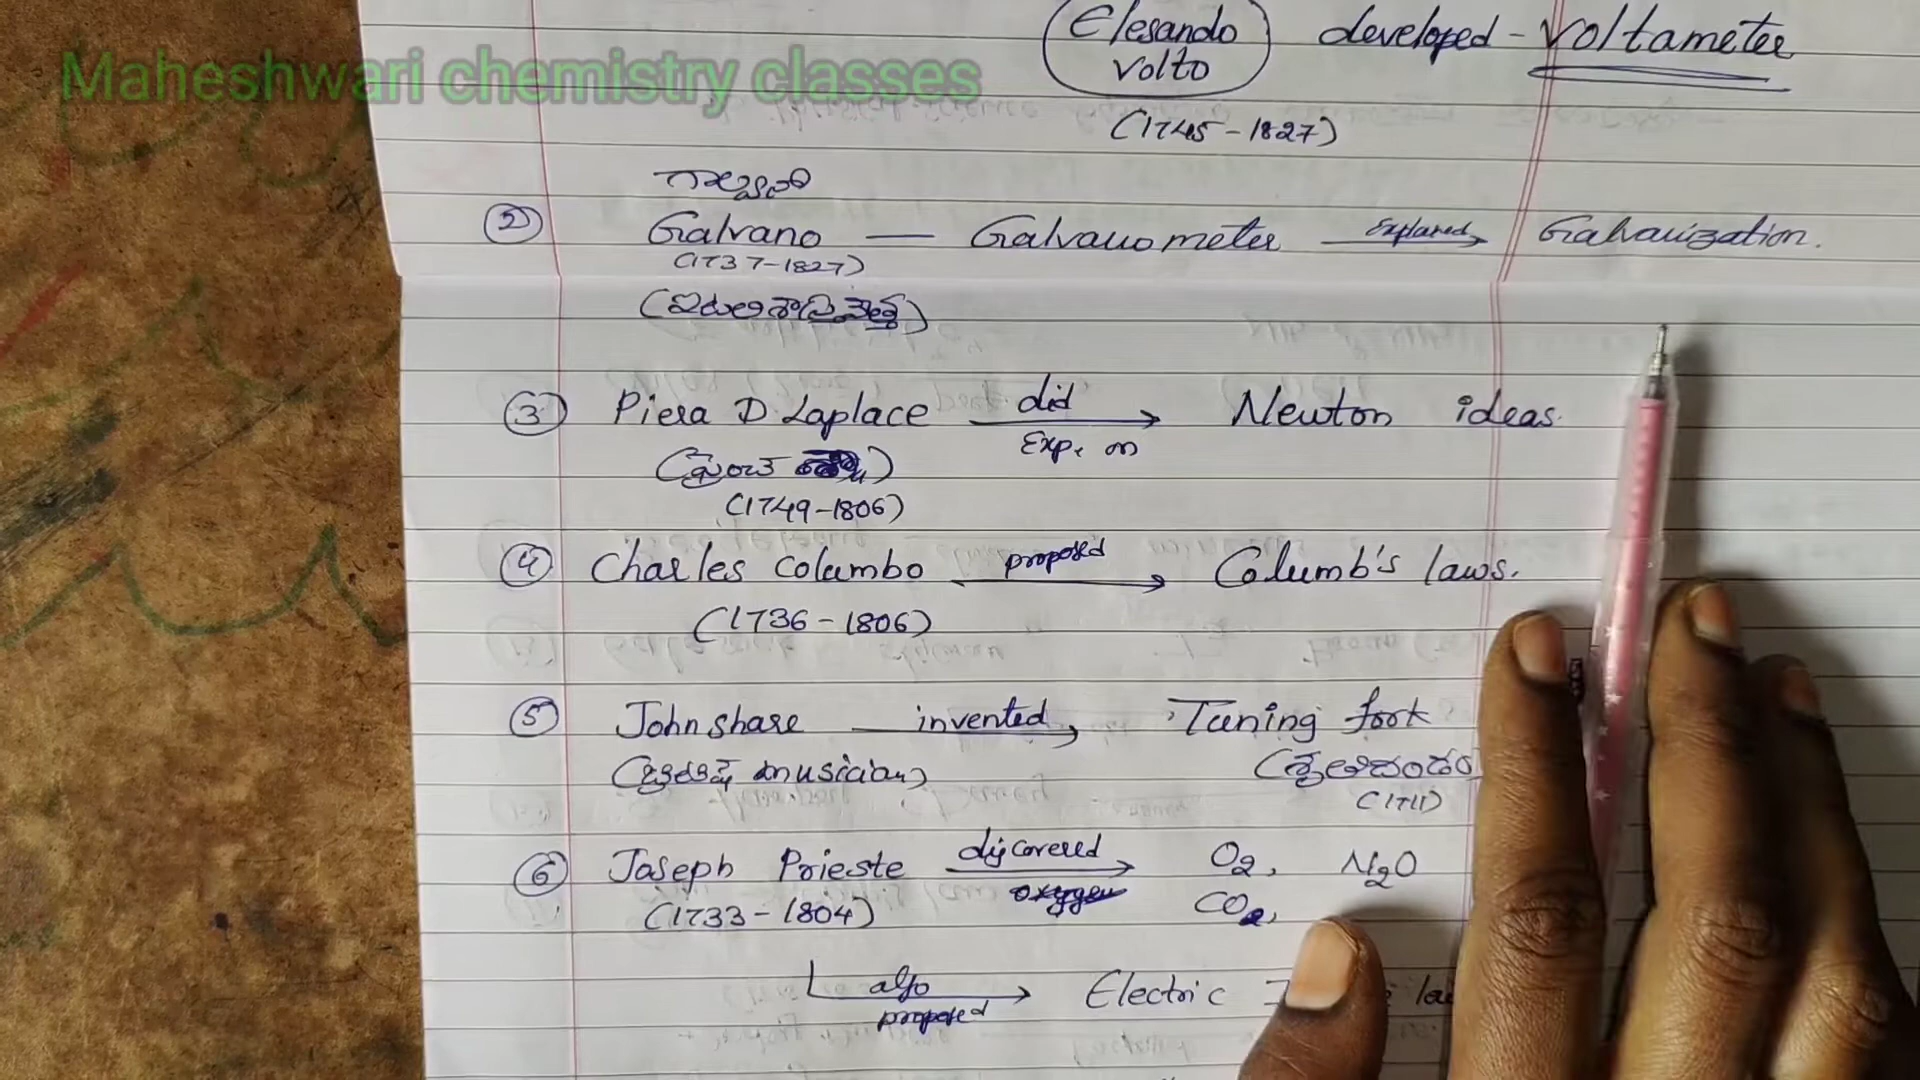 Elesando developed - Voltameter
Volto
Maheshwari chemistry classes
(1745-1827)
② Galvano — Galvanometer Galvanization.
(1737-1827)
③ Piera D. Laplace did Newton ideas.
Exp. on
(1749-1806)
④ Charles Columbo proposed Columb's laws.
(1736-1806)
⑤ John share invented Tuning fork
musician)
(1711)
⑥ Joseph Prieste discovered O2, N2O
(1733-1804) oxygen CO2,
also Electric
proposed